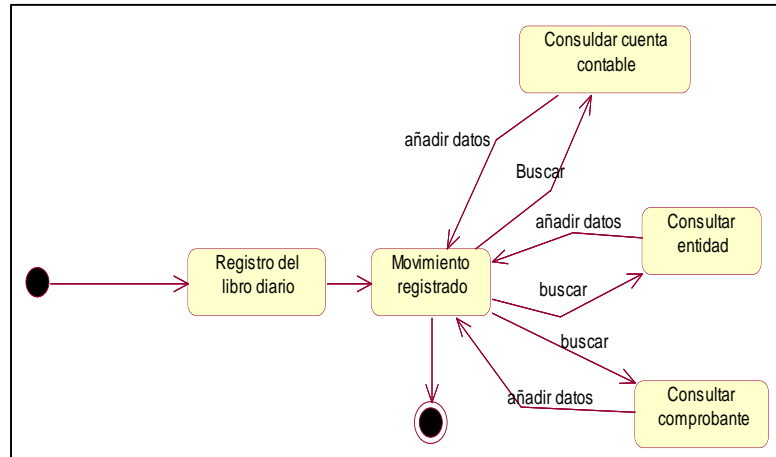 Consuldar cuenta
contable
añadir datos
Buscar
añadir datos
Consultar
entidad
Registro del
libro diario
Movimiento
registrado
buscar
buscar
añadir datos
Consultar
comprobante